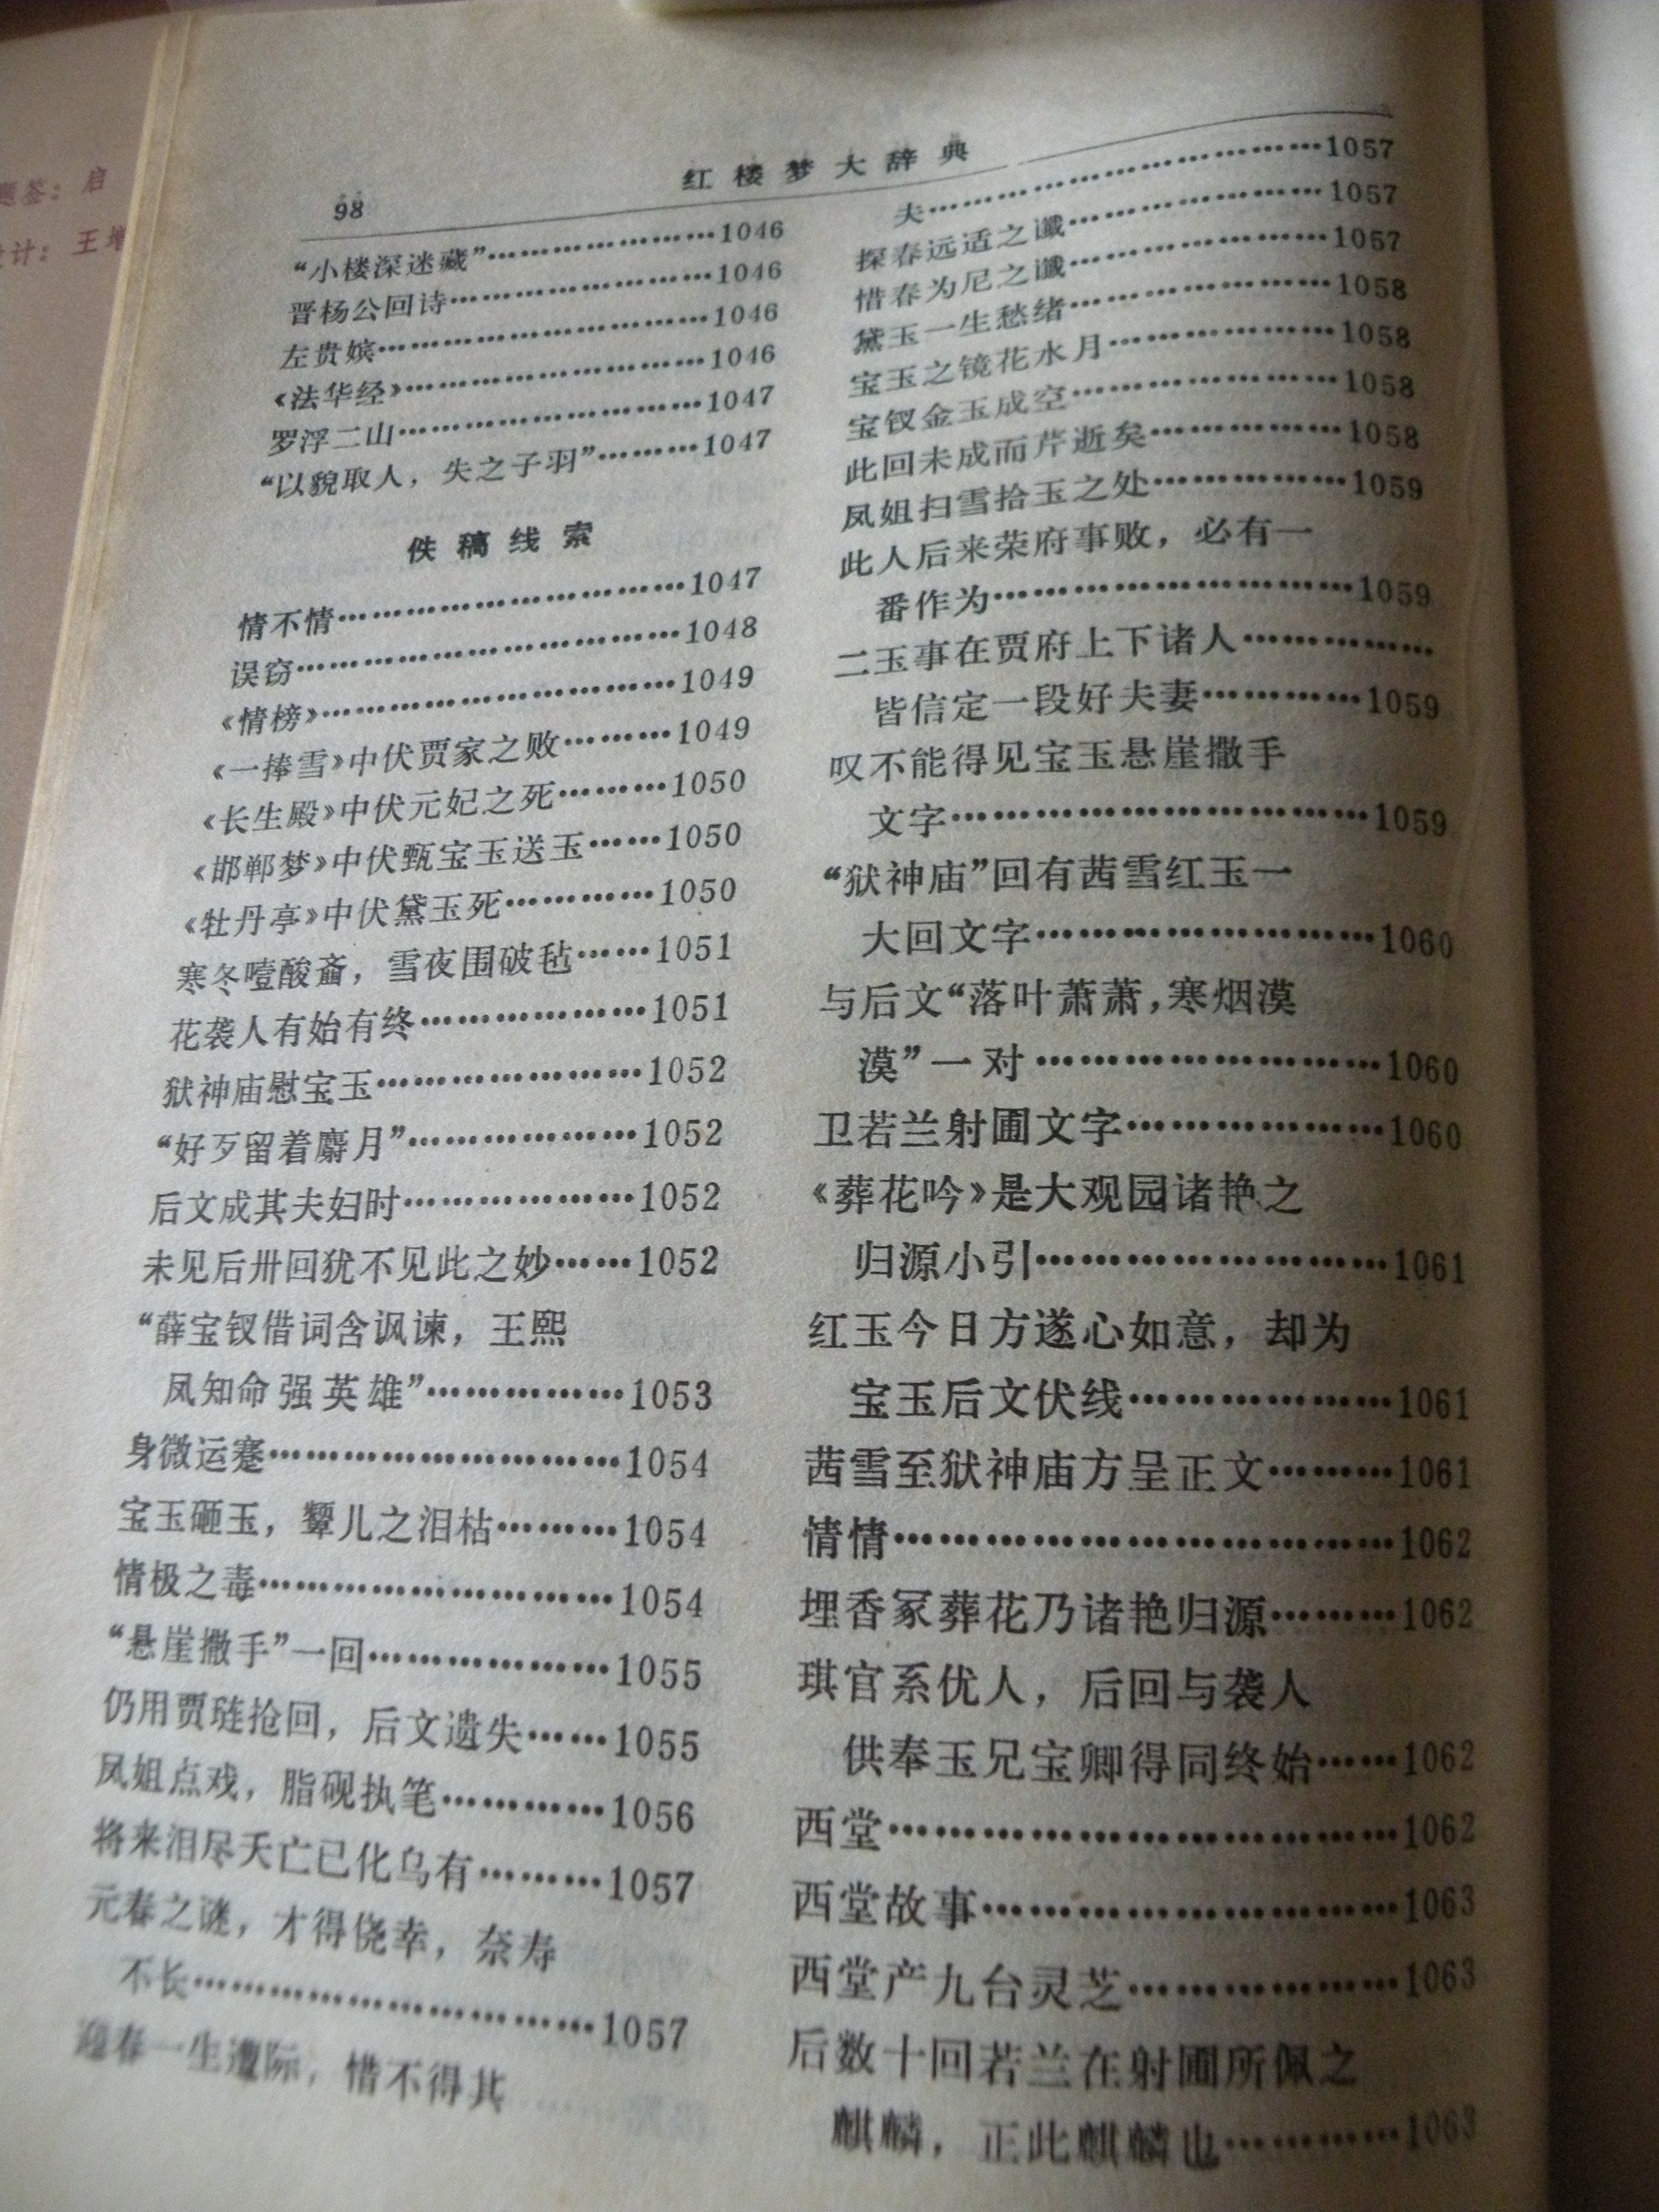 题签：启
计：王增
98
红楼梦大辞典
“小楼深迷藏”……………………1046
晋杨公回诗…………………………1046
左贵嫔………………………………1046
《法华经》…………………………1046
罗浮二山……………………………1047
“以貌取人，失之子羽”………1047
佚稿线索
情不情………………………………1047
误窃…………………………………1048
《情榜》……………………………1049
《一捧雪》中伏贾家之败………1049
《长生殿》中伏元妃之死………1050
《邯郸梦》中伏甄宝玉送玉……1050
《牡丹亭》中伏黛玉死…………1050
寒冬噎酸齑，雪夜围破毡……1051
花袭人有始有终…………………1051
狱神庙慰宝玉……………………1052
“好歹留着麝月”………………1052
后文成其夫妇时…………………1052
未见后卅回犹不见此之妙……1052
“薛宝钗借词含讽谏，王熙
凤知命强英雄”………………1053
身微运蹇…………………………1054
宝玉砸玉，颦儿之泪枯………1054
情极之毒…………………………1054
“悬崖撒手”一回………………1055
仍用贾琏抢回，后文遗失……1055
凤姐点戏，脂砚执笔…………1056
将来泪尽夭亡已化乌有………1057
元春之谜，才得侥幸，奈寿
不长……………………………1057
迎春一生遭际，惜不得其
夫………………………………1057
探春远适之谶……………………1057
惜春为尼之谶……………………1057
黛玉一生愁绪……………………1058
宝玉之镜花水月…………………1058
宝钗金玉成空……………………1058
此回未成而芹逝矣………………1058
凤姐扫雪拾玉之处………………1059
此人后来荣府事败，必有一
番作为…………………………1059
二玉事在贾府上下诸人……………
皆信定一段好夫妻…………1059
叹不能得见宝玉悬崖撒手
文字……………………………1059
“狱神庙”回有茜雪红玉一
大回文字………………………1060
与后文“落叶萧萧，寒烟漠
漠”一对………………………1060
卫若兰射圃文字…………………1060
《葬花吟》是大观园诸艳之
归源小引………………………1061
红玉今日方遂心如意，却为
宝玉后文伏线…………………1061
茜雪至狱神庙方呈正文………1061
情情………………………………1062
埋香冢葬花乃诸艳归源………1062
琪官系优人，后回与袭人
供奉玉兄宝卿得同终始……1062
西堂………………………………1062
西堂故事…………………………1063
西堂产九台灵芝…………………1063
后数十回若兰在射圃所佩之
麒麟，正此麒麟也…………1063